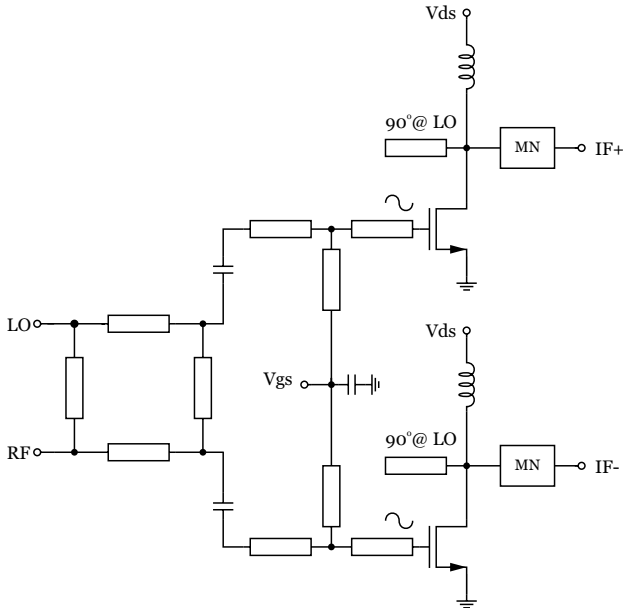 Vds
90°@ LO
MN
IF+
LO
Vds
Vgs
RF
90°@ LO
MN
IF-